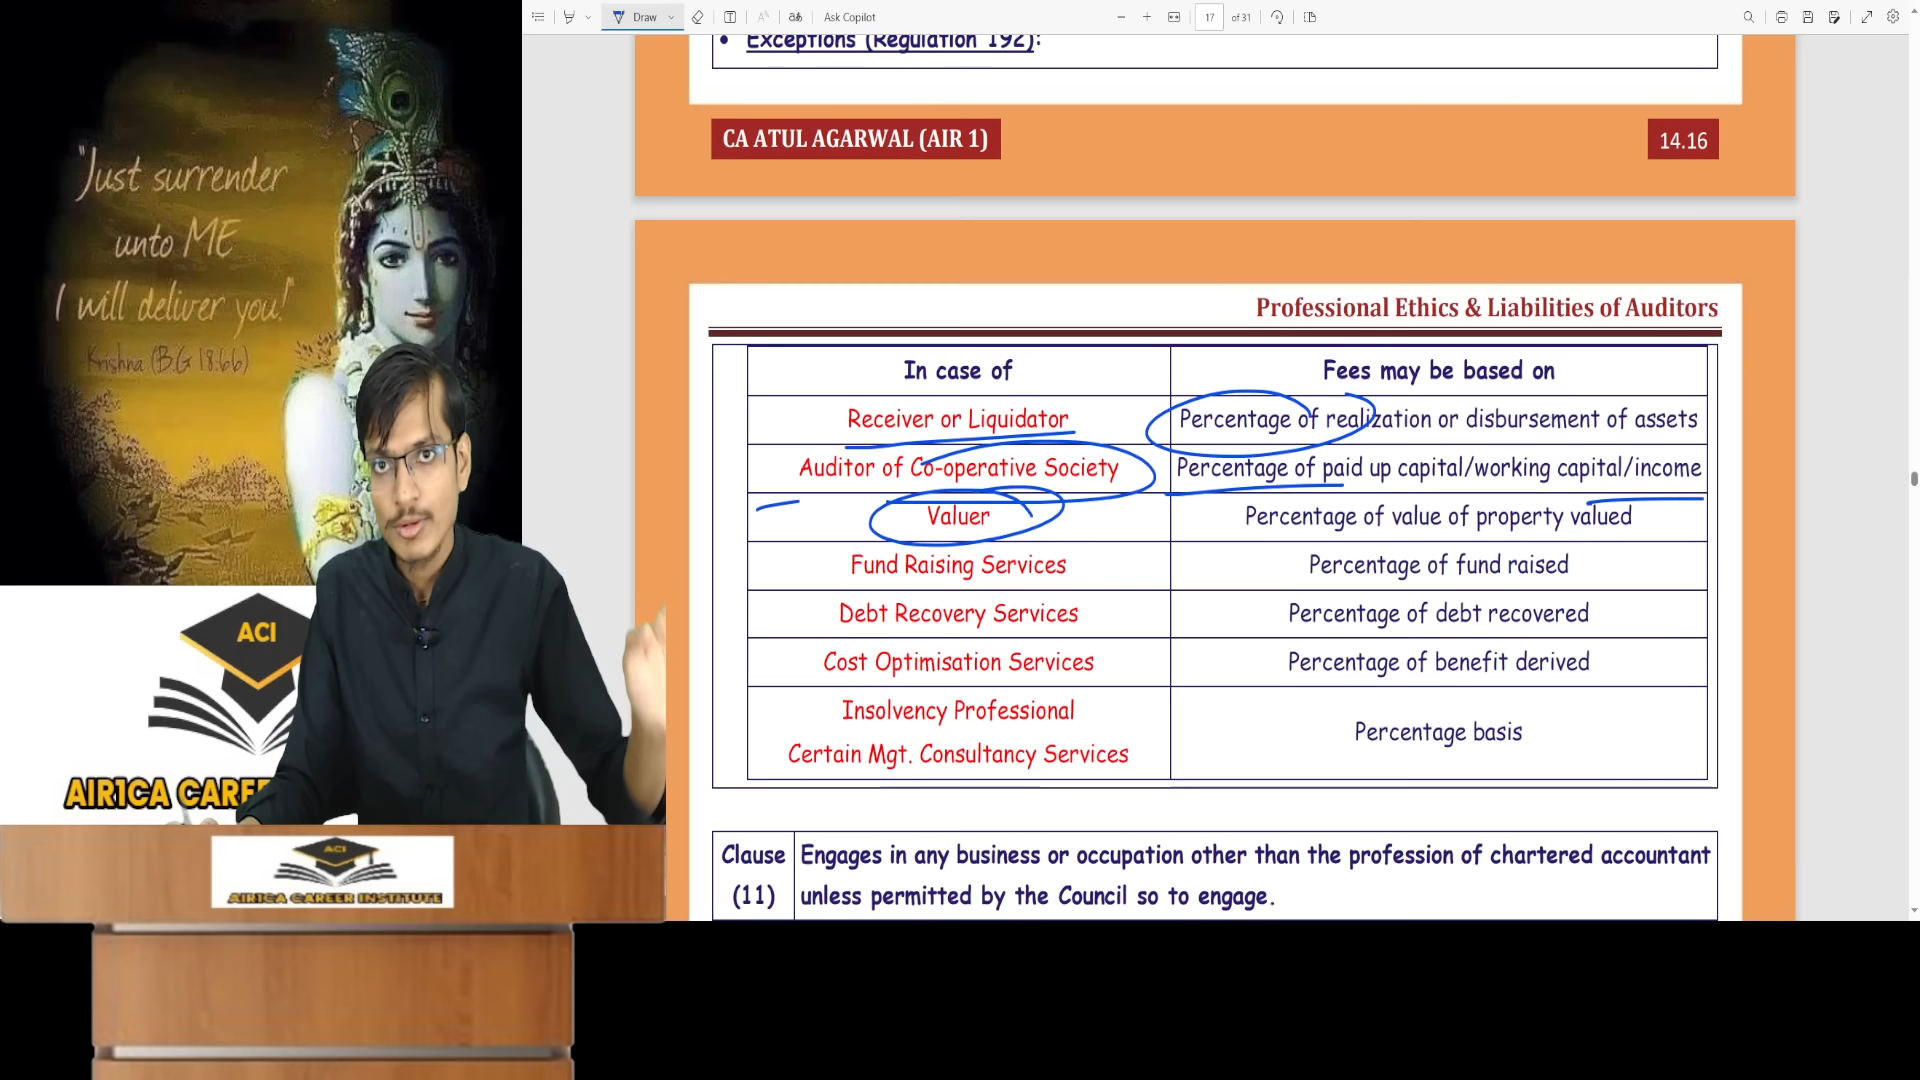 "Just surrender
unto ME
I will deliver you!"
Krishna (B.G 18.66)
ACI
ACI
AIR1CA CAREER INSTITUTE
Draw
Ask Copilot
17
of 31
Exceptions (Regulation 192):
CA ATUL AGARWAL (AIR 1)
14.16
Professional Ethics & Liabilities of Auditors
In case of
Fees may be based on
Receiver or Liquidator
Percentage of realization or disbursement of assets
Auditor of Co-operative Society
Percentage of paid up capital/working capital/income
Valuer
Percentage of value of property valued
Fund Raising Services
Percentage of fund raised
Debt Recovery Services
Percentage of debt recovered
Cost Optimisation Services
Percentage of benefit derived
Insolvency Professional
Certain Mgt. Consultancy Services
Percentage basis
Clause
(11)
Engages in any business or occupation other than the profession of chartered accountant
unless permitted by the Council so to engage.